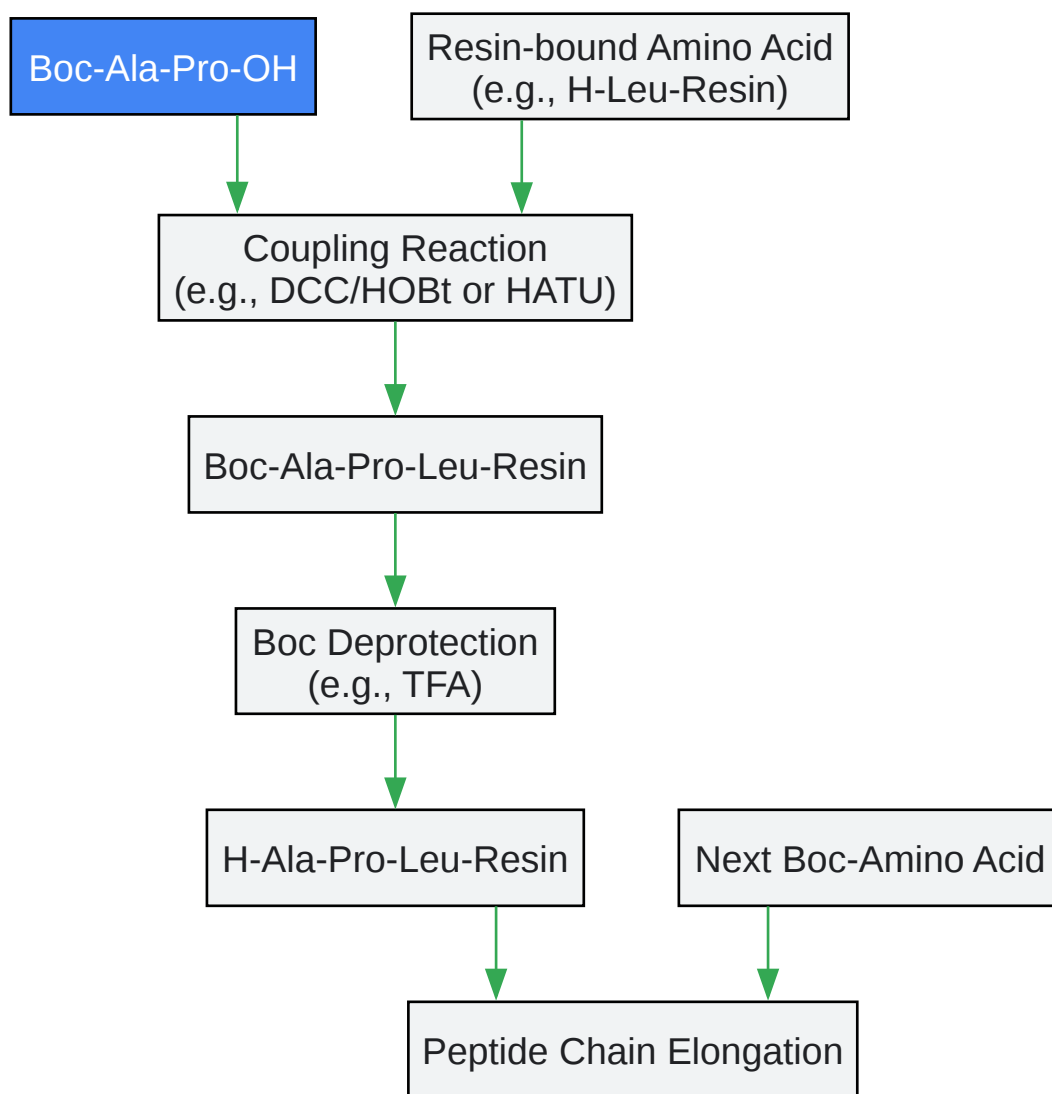 Boc-Ala-Pro-OH
Resin-bound Amino Acid
(e.g., H-Leu-Resin)
Coupling Reaction
(e.g., DCC/HOBt or HATU)
Boc-Ala-Pro-Leu-Resin
Boc Deprotection
(e.g., TFA)
H-Ala-Pro-Leu-Resin
Next Boc-Amino Acid
Peptide Chain Elongation